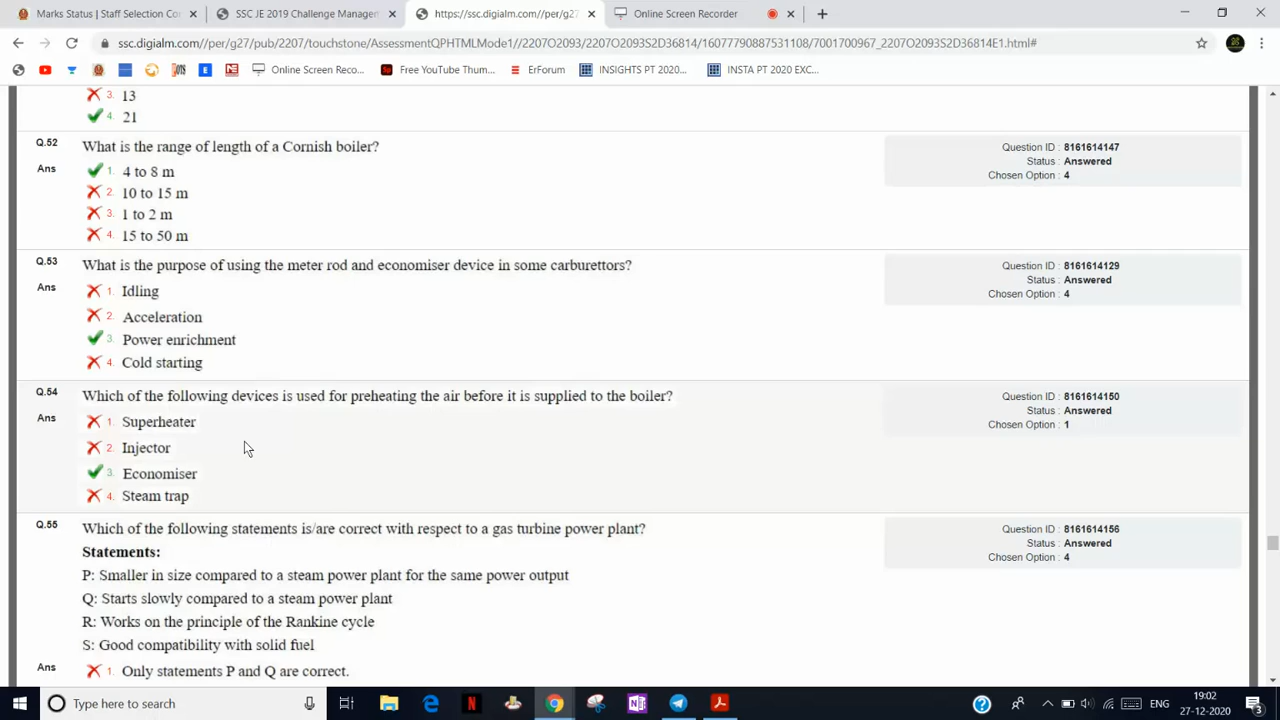 Marks Status | Staff Selection Con
SSC JE 2019 Challenge Managem
https://ssc.digialm.com//per/g27
Online Screen Recorder
ssc.digialm.com//per/g27/pub/2207/touchstone/AssessmentQPHTMLMode1//2207O2093/2207O2093S2D36814/16077790887531100/7001700967_2207O2093S2D36814E1.html#
Online Screen Reco...
Free YouTube Thum...
ErForum
INSIGHTS PT 2020...
INSTA PT 2020 EXC...
3. 13
4. 21
Q.52 What is the range of length of a Cornish boiler?
Question ID : 8161614147
Status : Answered
Chosen Option : 4
Ans 1. 4 to 8 m
2. 10 to 15 m
3. 1 to 2 m
4. 15 to 50 m
Q.53 What is the purpose of using the meter rod and economiser device in some carburettors?
Question ID : 8161614129
Status : Answered
Chosen Option : 4
Ans 1. Idling
2. Acceleration
3. Power enrichment
4. Cold starting
Q.54 Which of the following devices is used for preheating the air before it is supplied to the boiler?
Question ID : 8161614150
Status : Answered
Chosen Option : 1
Ans 1. Superheater
2. Injector
3. Economiser
4. Steam trap
Q.55 Which of the following statements is/are correct with respect to a gas turbine power plant?
Question ID : 8161614156
Status : Answered
Chosen Option : 4
Statements:
P: Smaller in size compared to a steam power plant for the same power output
Q: Starts slowly compared to a steam power plant
R: Works on the principle of the Rankine cycle
S: Good compatibility with solid fuel
Ans 1. Only statements P and Q are correct.
Type here to search
ENG
19:02
27-12-2020
3